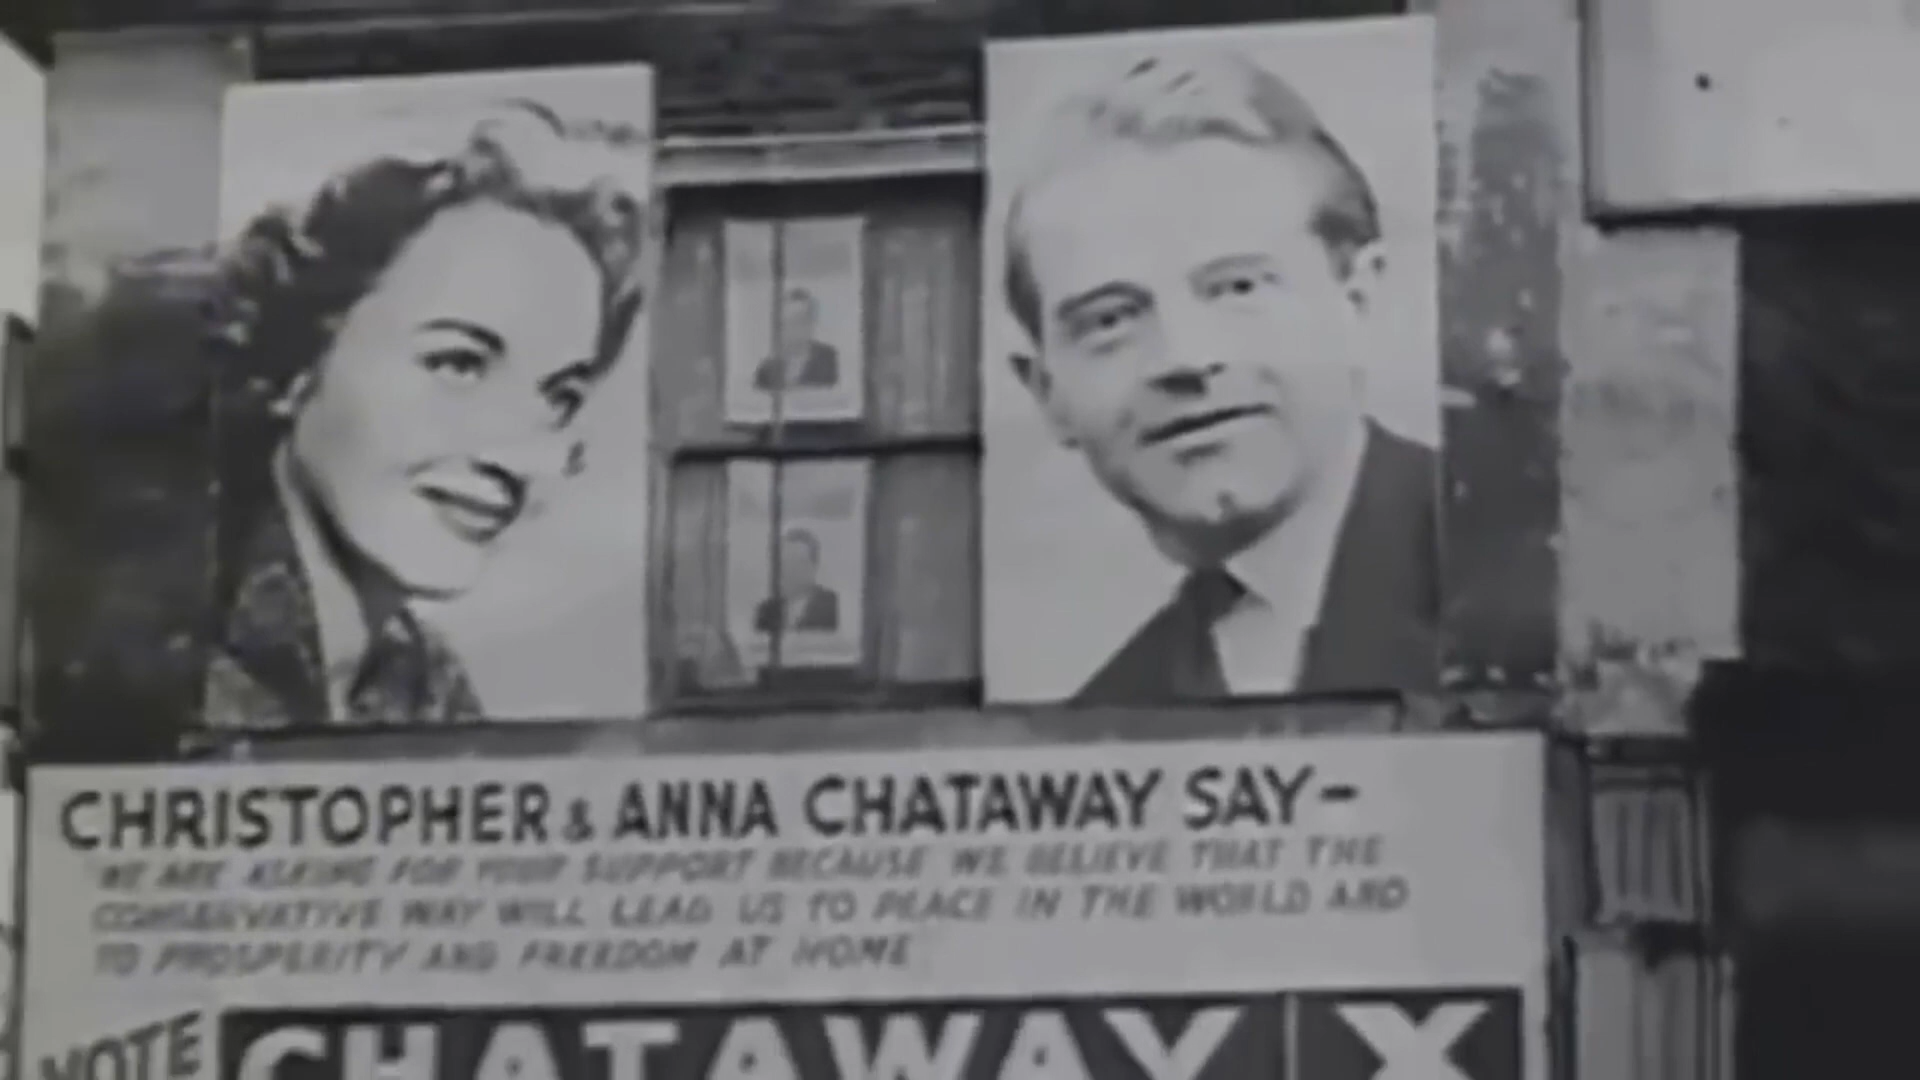 CHRISTOPHER & ANNA CHATAWAY SAY-
WE ARE ASKING FOR YOUR SUPPORT BECAUSE WE BELIEVE THAT THE
CONSERVATIVE WAY WILL LEAD US TO PEACE IN THE WORLD AND
TO PROSPERITY AND FREEDOM AT HOME
VOTE CHATAWAY X